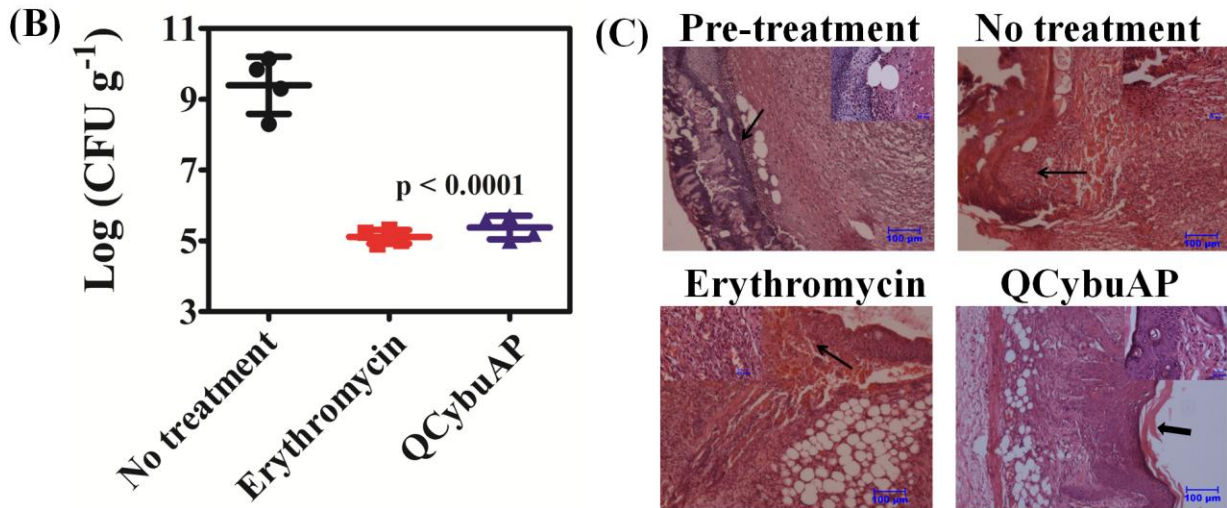 (B)
Log (CFU g⁻¹)
11
9
7
5
3
p < 0.0001
No treatment
Erythromycin
QCybuAP
(C)
Pre-treatment
No treatment
100 µm
100 µm
Erythromycin
QCybuAP
100 µm
100 µm